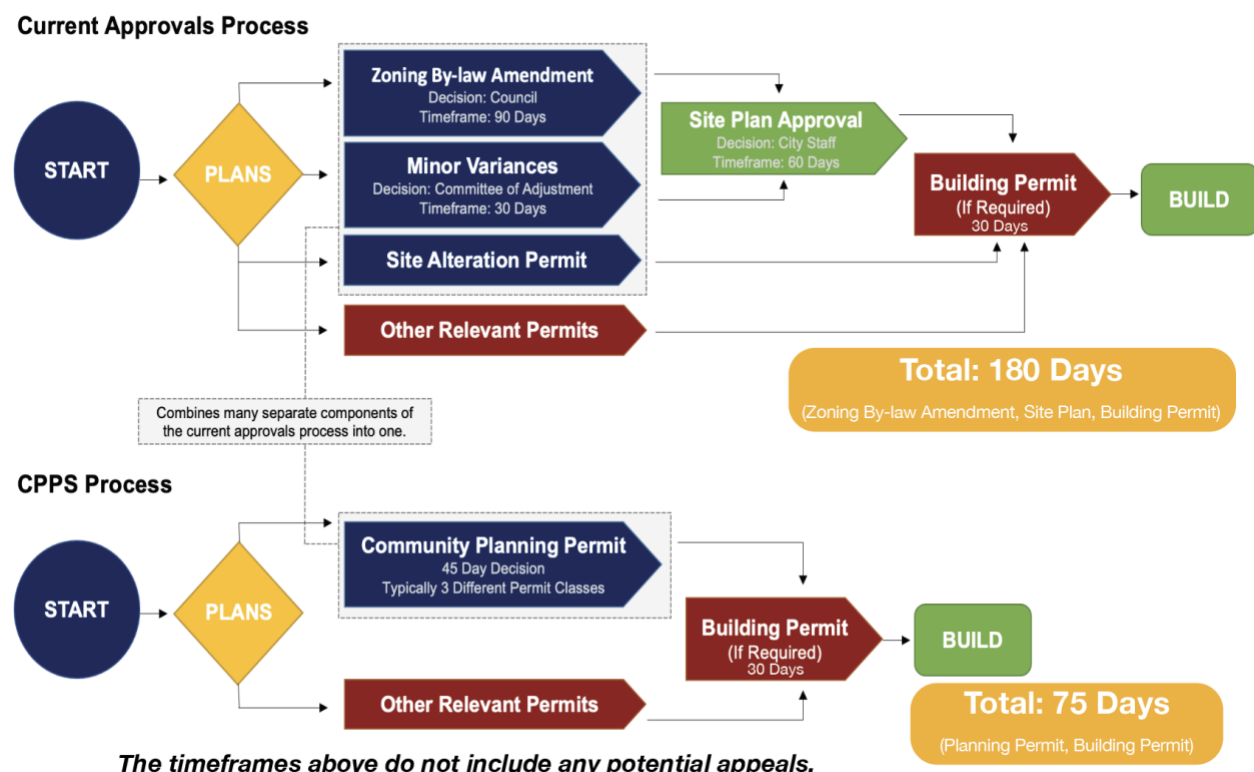 Current Approvals Process
START
PLANS
Zoning By-law Amendment
Decision: Council
Timeframe: 90 Days
Minor Variances
Decision: Committee of Adjustment
Timeframe: 30 Days
Site Alteration Permit
Other Relevant Permits
Site Plan Approval
Decision: City Staff
Timeframe: 60 Days
Building Permit
(If Required)
30 Days
BUILD
Total: 180 Days
(Zoning By-law Amendment, Site Plan, Building Permit)
Combines many separate components of
the current approvals process into one.
CPPS Process
START
PLANS
Community Planning Permit
45 Day Decision
Typically 3 Different Permit Classes
Other Relevant Permits
Building Permit
(If Required)
30 Days
BUILD
Total: 75 Days
(Planning Permit, Building Permit)
The timeframes above do not include any potential appeals.